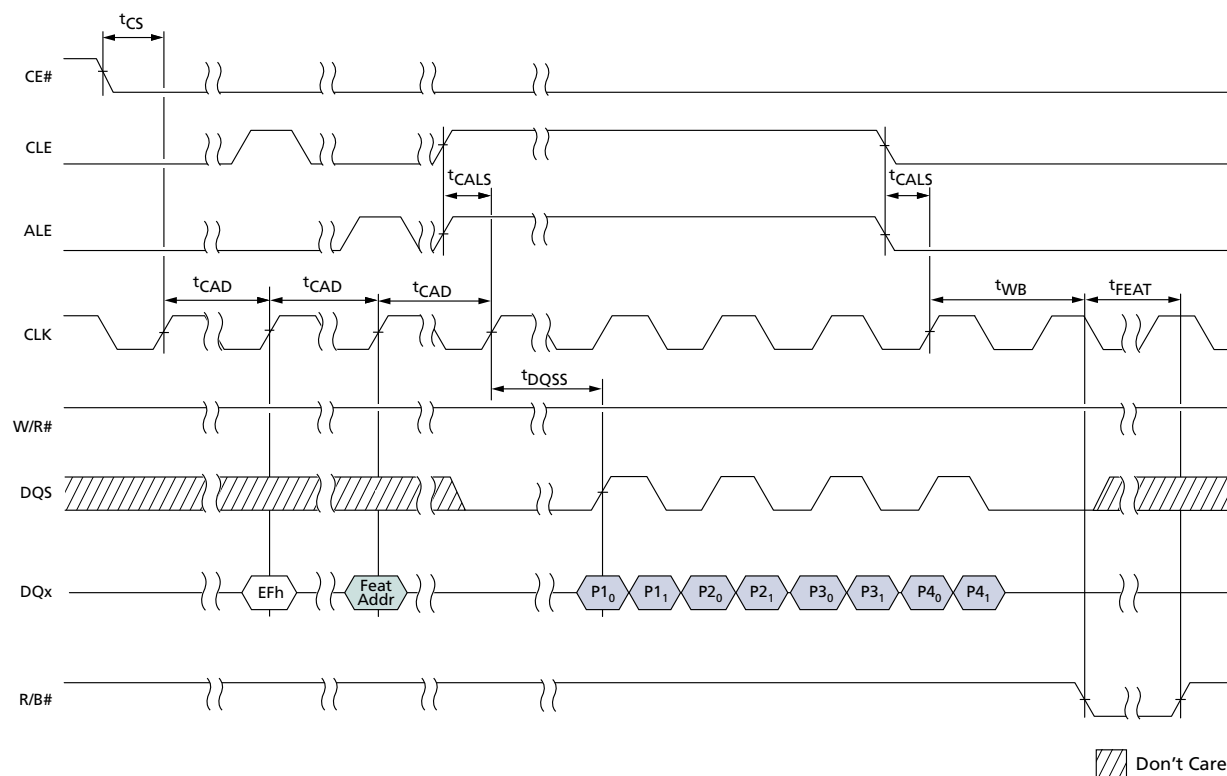 tCS
CE#
CLE
tCALS tCALS
ALE
tCAD tCAD tCAD tWB tFEAT
CLK
tDQSS
W/R#
DQS
DQx EFh Feat Addr P1₀ P1₁ P2₀ P2₁ P3₀ P3₁ P4₀ P4₁
R/B#
Don't Care